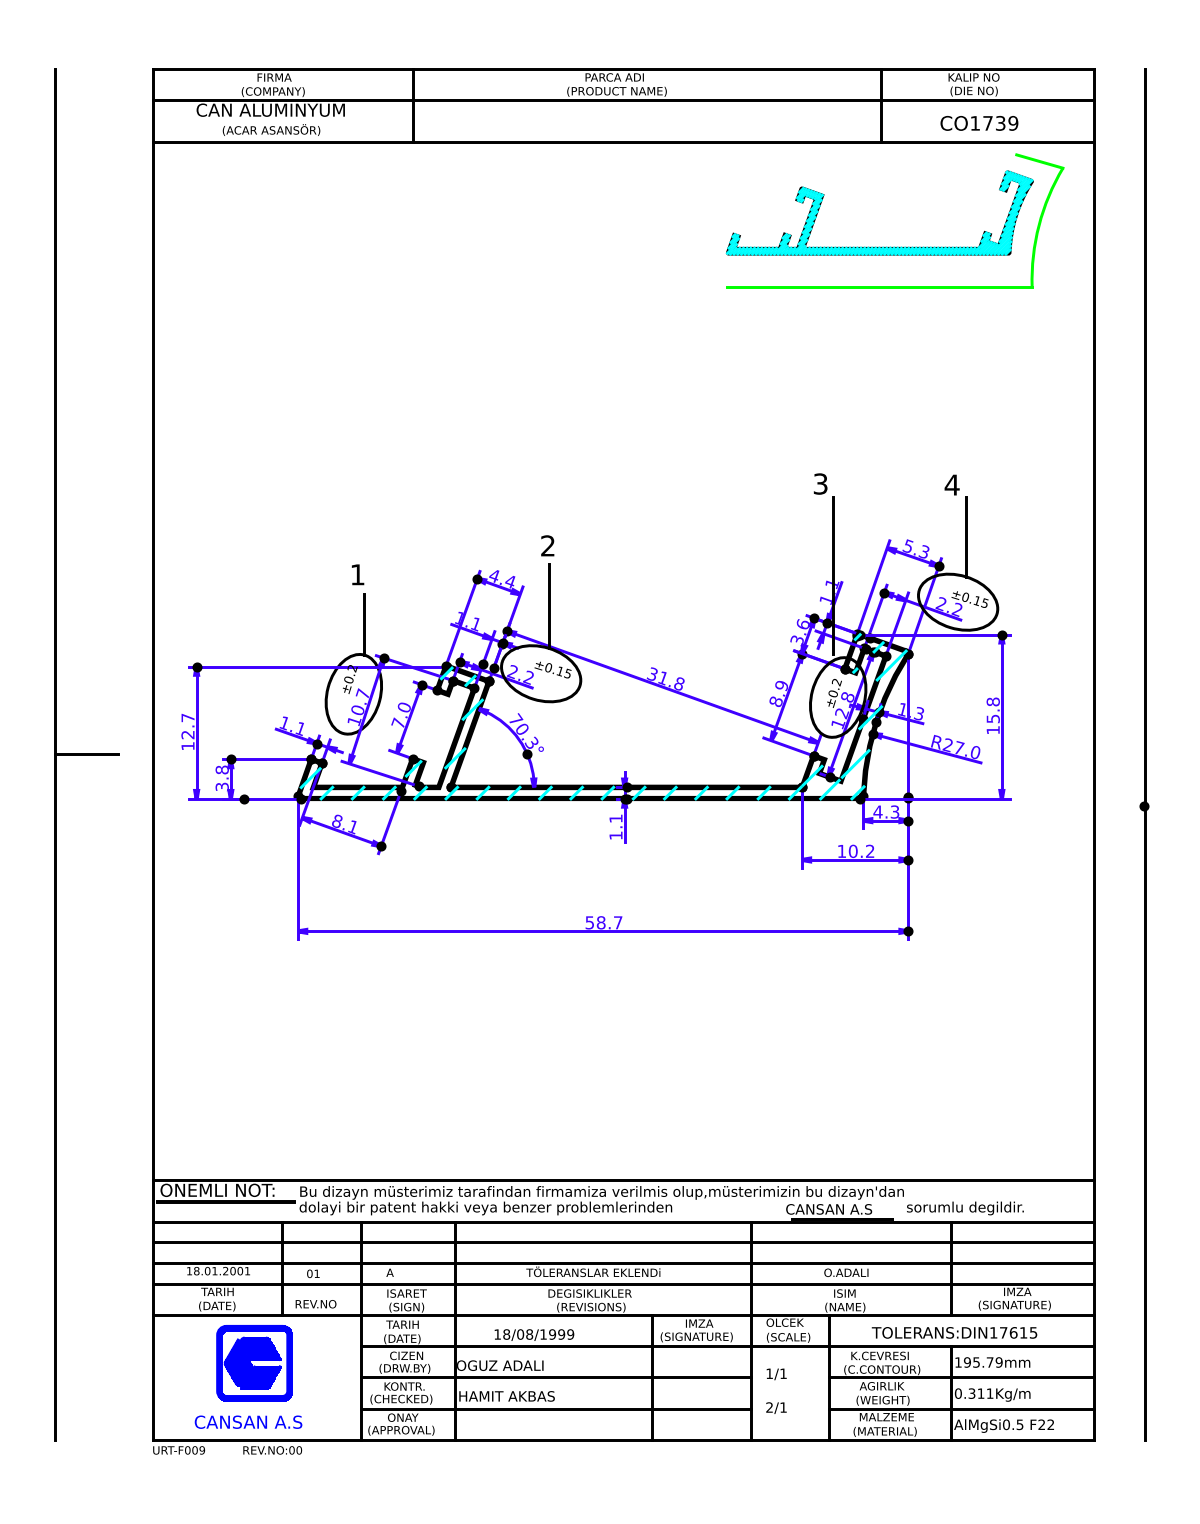 FIRMA
(COMPANY)
PARCA ADI
(PRODUCT NAME)
KALIP NO
(DIE NO)
CAN ALUMINYUM
(ACAR ASANSÖR)
CO1739
3
4
2
1
5.3
4.4
1.1
±0.15
2.2
1.1
3.6
±0.15
2.2
±0.2
31.8
±0.2
8.9
10.7
7.0
12.8
1.3
15.8
12.7
1.1
70.3°
R27.0
3.8
8.1
1.1
4.3
10.2
58.7
ONEMLI NOT:
Bu dizayn müsterimiz tarafindan firmamiza verilmis olup,müsterimizin bu dizayn'dan
dolayi bir patent hakki veya benzer problemlerinden CANSAN A.S sorumlu degildir.
18.01.2001 01 A TÖLERANSLAR EKLENDi O.ADALI
TARIH
(DATE)
REV.NO
ISARET
(SIGN)
DEGISIKLIKLER
(REVISIONS)
ISIM
(NAME)
IMZA
(SIGNATURE)
TARIH
(DATE)
18/08/1999
IMZA
(SIGNATURE)
OLCEK
(SCALE)
TOLERANS:DIN17615
CIZEN
(DRW.BY)
OGUZ ADALI
1/1
K.CEVRESI
(C.CONTOUR)
195.79mm
KONTR.
(CHECKED)
HAMIT AKBAS
2/1
AGIRLIK
(WEIGHT)
0.311Kg/m
ONAY
(APPROVAL)
MALZEME
(MATERIAL)
AlMgSi0.5 F22
CANSAN A.S
URT-F009 REV.NO:00